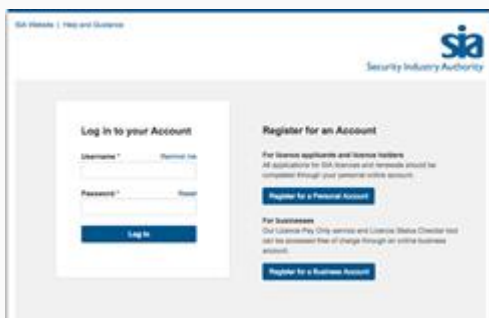 SIA Website | Help and Guidance
sia
Security Industry Authority
Log in to your Account
Username * Remind me
Password * Reset
Log In
Register for an Account
For licence applicants and licence holders
All applications for SIA licences and renewals should be
completed through your personal online account.
Register for a Personal Account
For businesses
Our Licence Pay Only service and Licence Status Checker tool
can be accessed free of charge through an online business
account.
Register for a Business Account